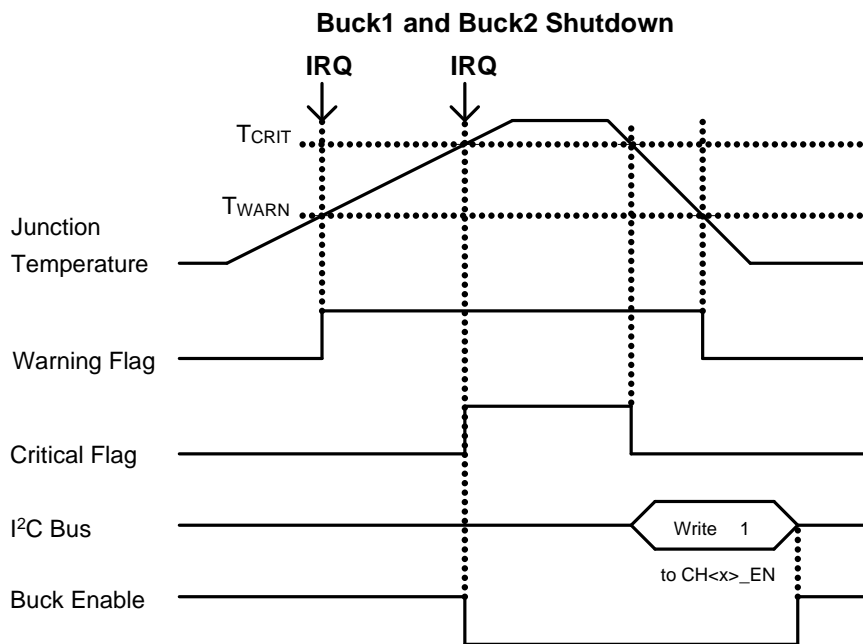 Buck1 and Buck2 Shutdown
IRQ IRQ
TCRIT
TWARN
Junction
Temperature
Warning Flag
Critical Flag
I²C Bus
Write 1
to CH<x>_EN
Buck Enable